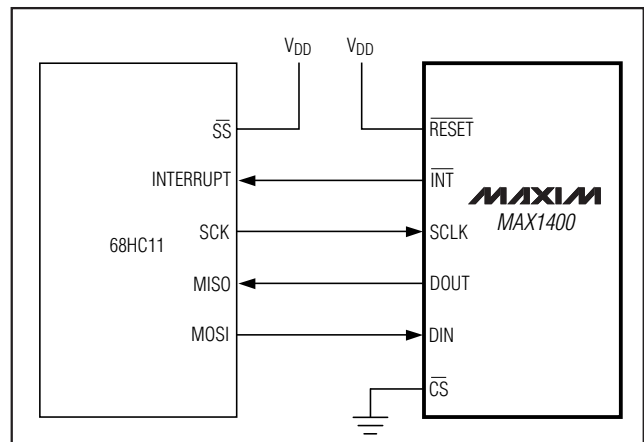 VDD VDD
SS RESET
INTERRUPT INT
MAXIM
MAX1400
SCK SCLK
68HC11
MISO DOUT
MOSI DIN
CS